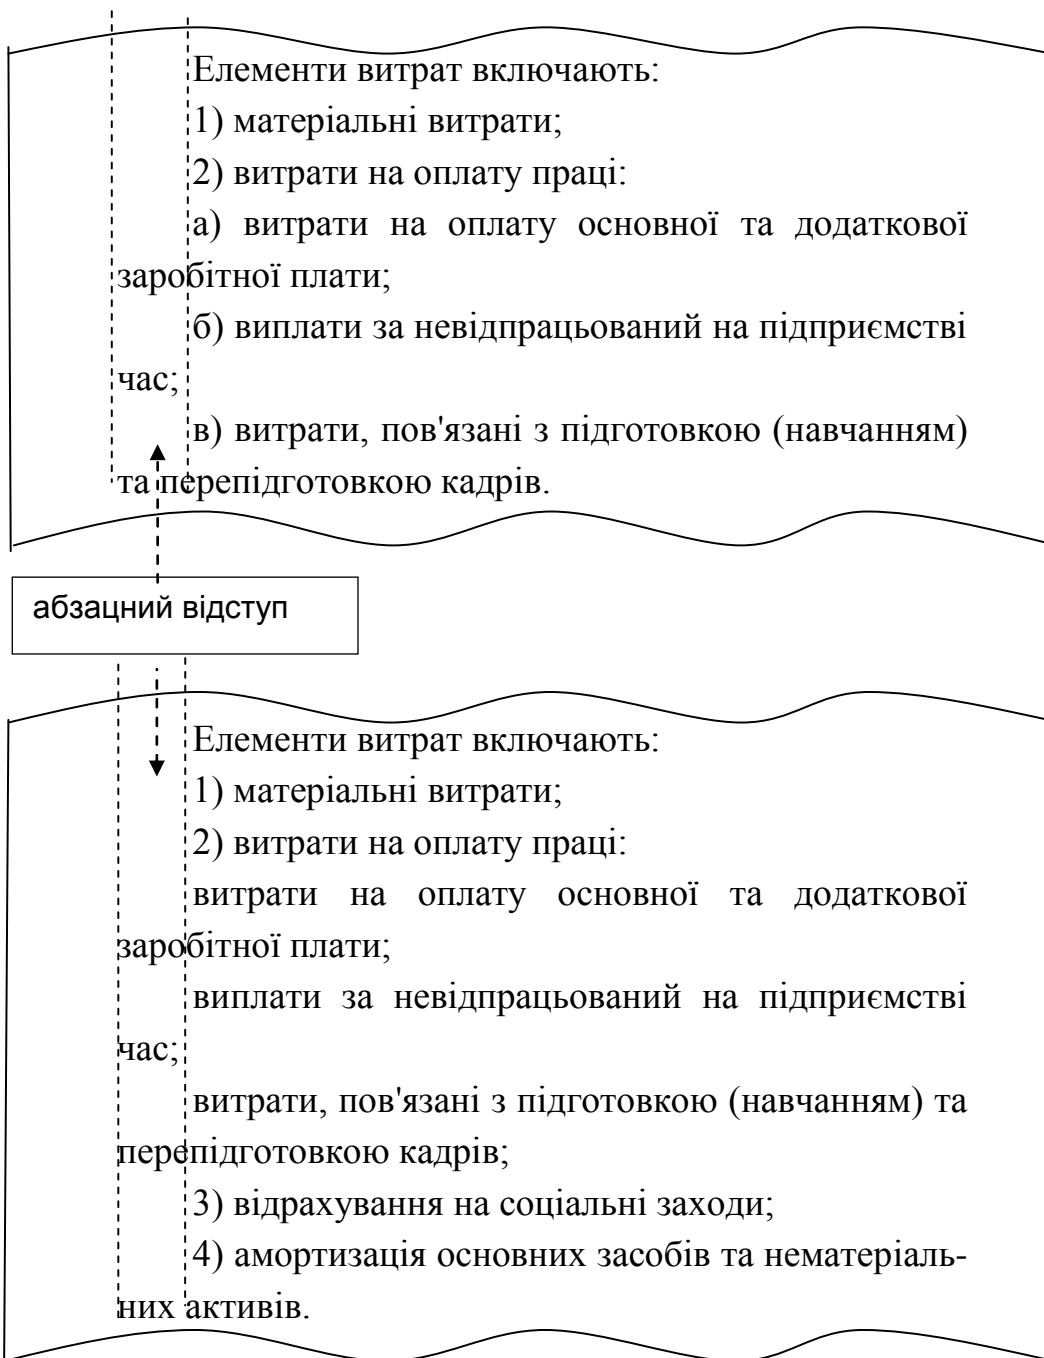 Елементи витрат включають:
1) матеріальні витрати;
2) витрати на оплату праці:
а) витрати на оплату основної та додаткової
заробітної плати;
б) виплати за невідпрацьований на підприємстві
час;
в) витрати, пов'язані з підготовкою (навчанням)
та перепідготовкою кадрів.
абзацний відступ
Елементи витрат включають:
1) матеріальні витрати;
2) витрати на оплату праці:
витрати на оплату основної та додаткової
заробітної плати;
виплати за невідпрацьований на підприємстві
час;
витрати, пов'язані з підготовкою (навчанням) та
перепідготовкою кадрів;
3) відрахування на соціальні заходи;
4) амортизація основних засобів та нематеріаль-
них активів.